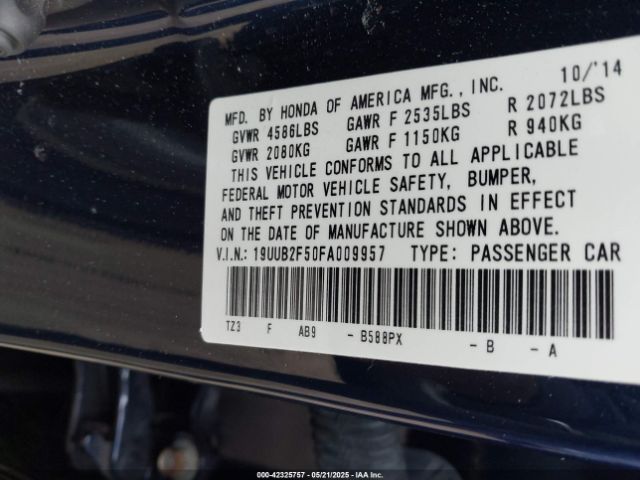 10/'14
MFD. BY HONDA OF AMERICA MFG., INC.
GVWR 4586LBS GAWR F 2535LBS R 2072LBS
GVWR 2080KG GAWR F 1150KG R 940KG
THIS VEHICLE CONFORMS TO ALL APPLICABLE
FEDERAL MOTOR VEHICLE SAFETY, BUMPER,
AND THEFT PREVENTION STANDARDS IN EFFECT
ON THE DATE OF MANUFACTURE SHOWN ABOVE.
V.I.N.: 19UUB2F50FA009957 TYPE: PASSENGER CAR
TZ3 F AB9 - B588PX - B - A
© - 42325757 - 05/21/2025 - IAA Inc.